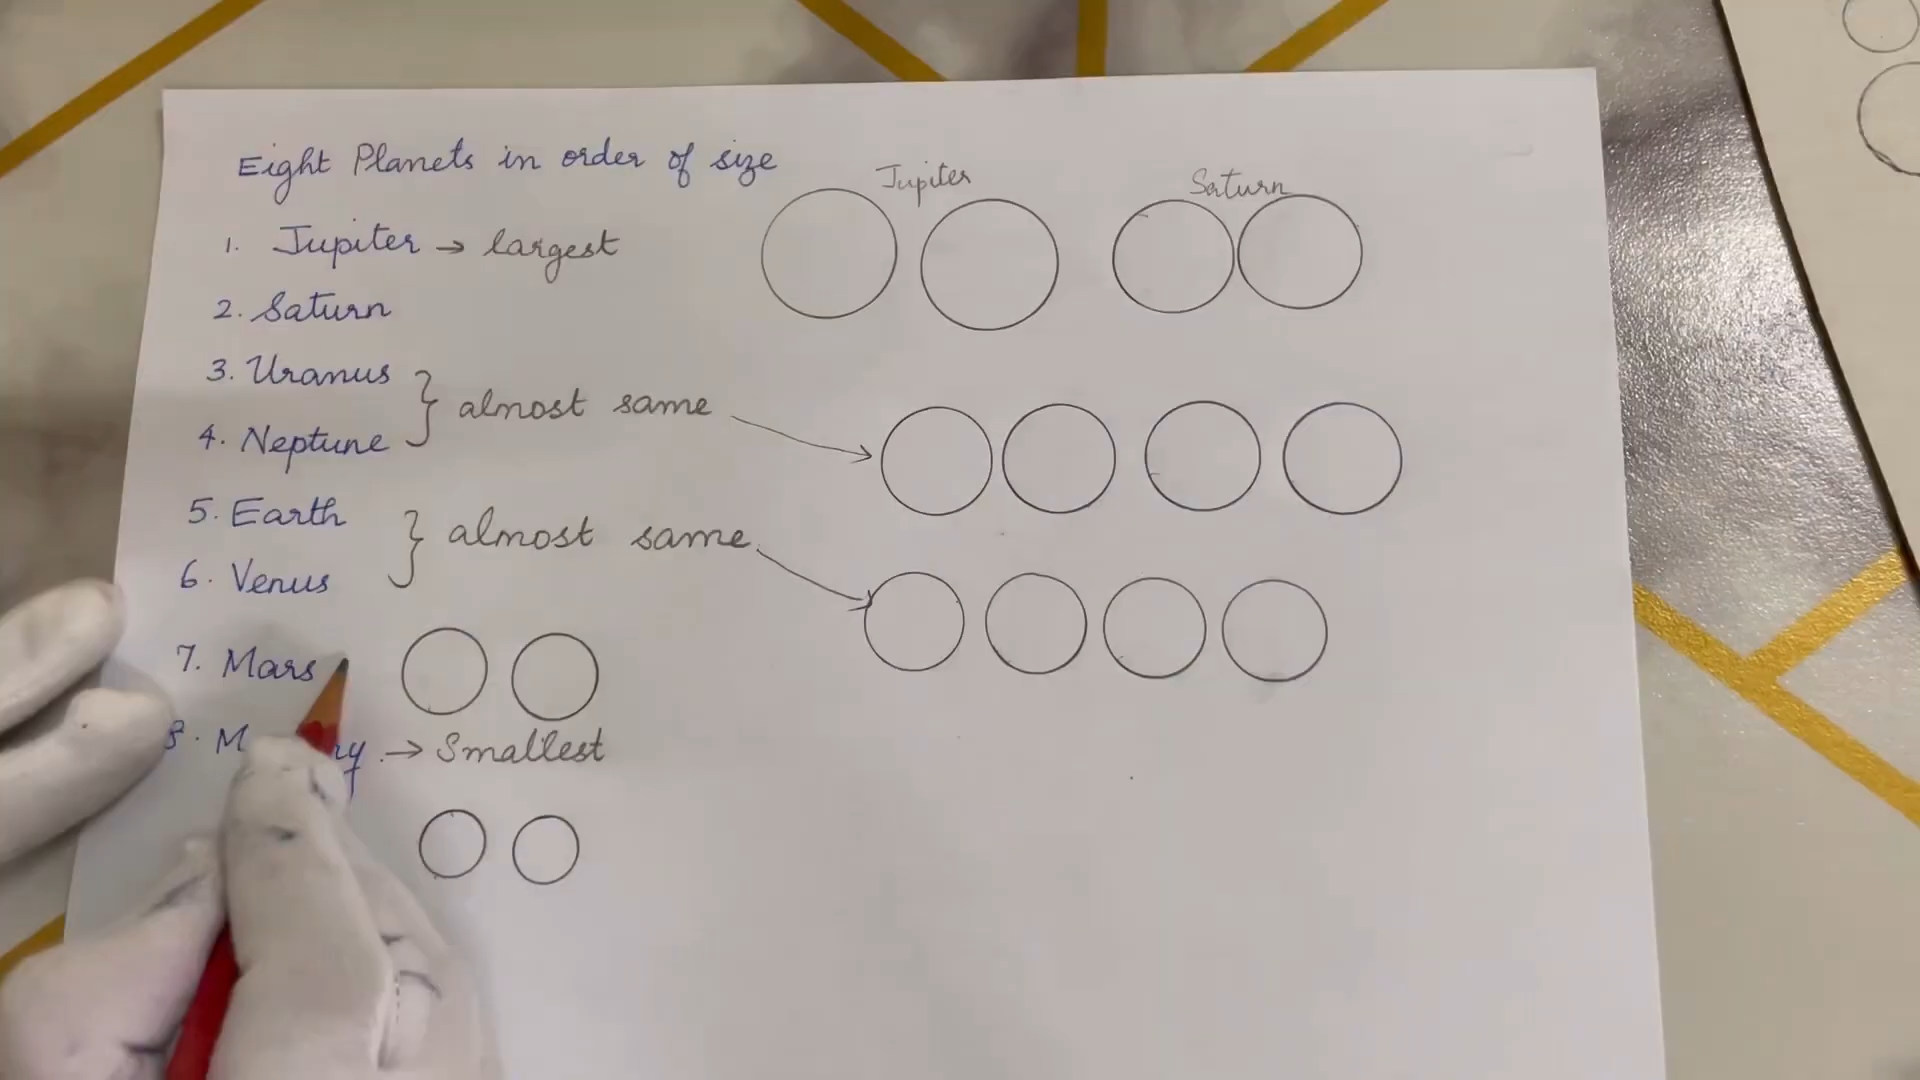 Eight Planets in order of size
Jupiter
Saturn
1. Jupiter → largest
2. Saturn
3. Uranus
} almost same
4. Neptune
5. Earth
} almost same
6. Venus
7. Mars
8. → Smallest